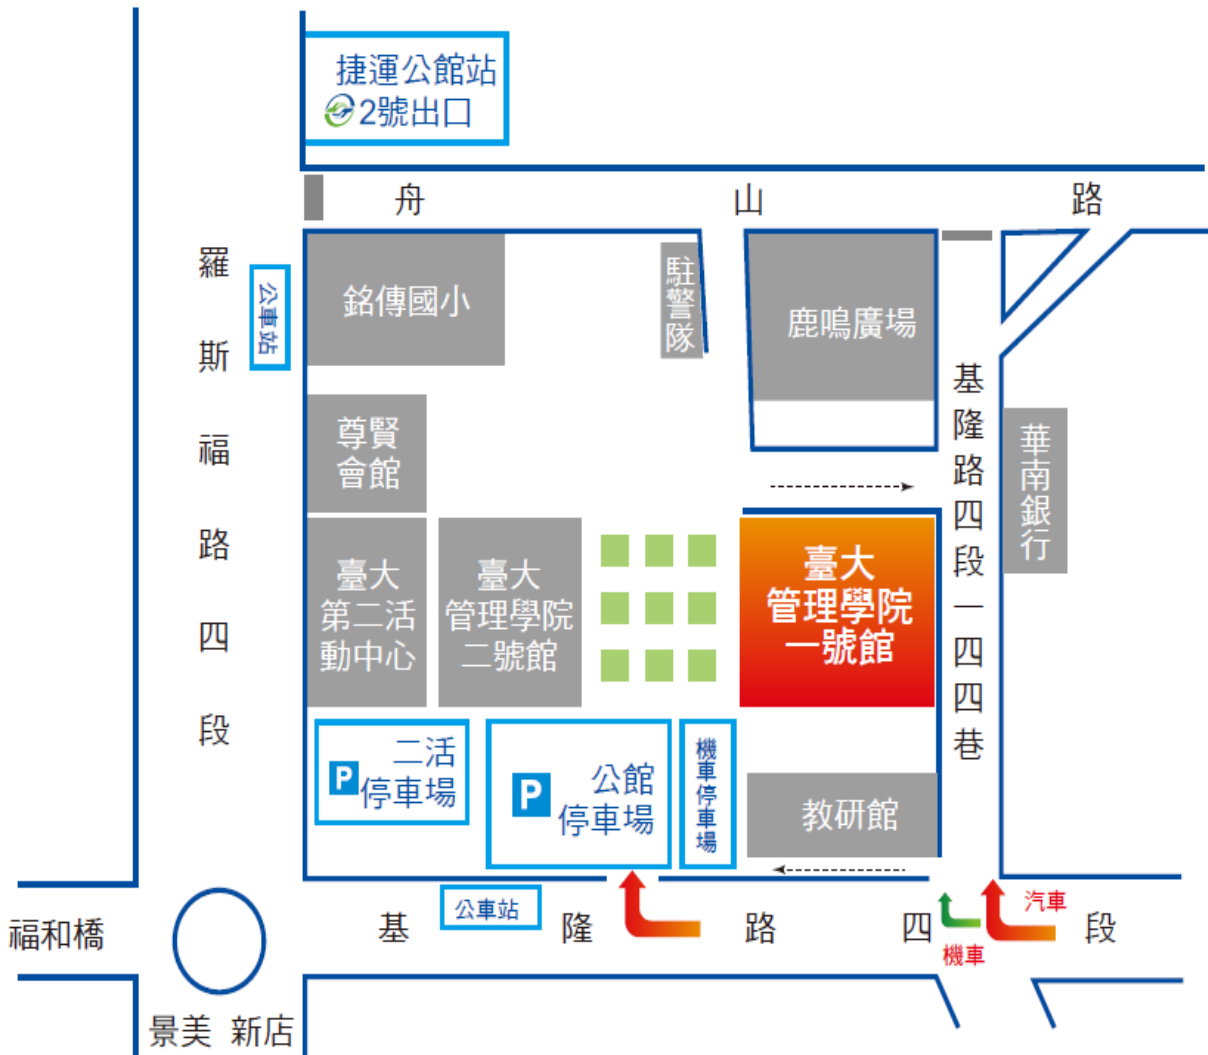 捷運公館站
2號出口
舟山路
羅斯福路四段
公車站
銘傳國小
駐警隊
鹿鳴廣場
基隆路四段一四四巷
尊賢
會館
華南銀行
臺大
第二活
動中心
臺大
管理學院
二號館
臺大
管理學院
一號館
P
二活
停車場
P
公館
停車場
機車停車場
教研館
公車站
汽車
基隆路四段
機車
福和橋
景美 新店